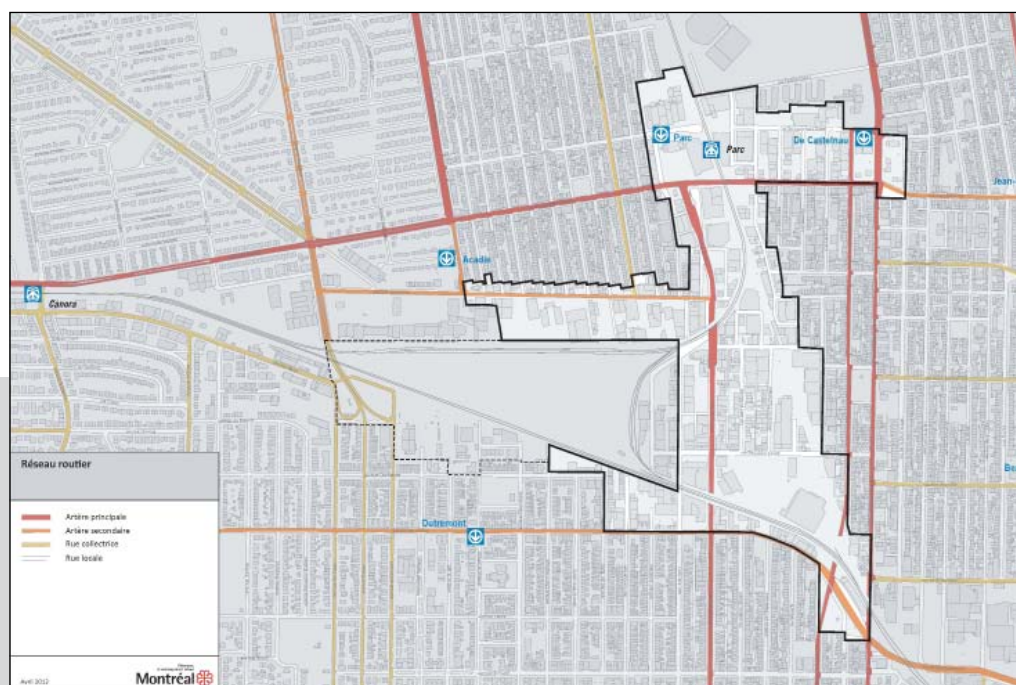 Parc
Parc
De Castelnau
Jean-
Acadie
Canora
Outremont
Réseau routier
Artère principale
Artère secondaire
Rue collectrice
Rue locale
Avril 2012
Montréal